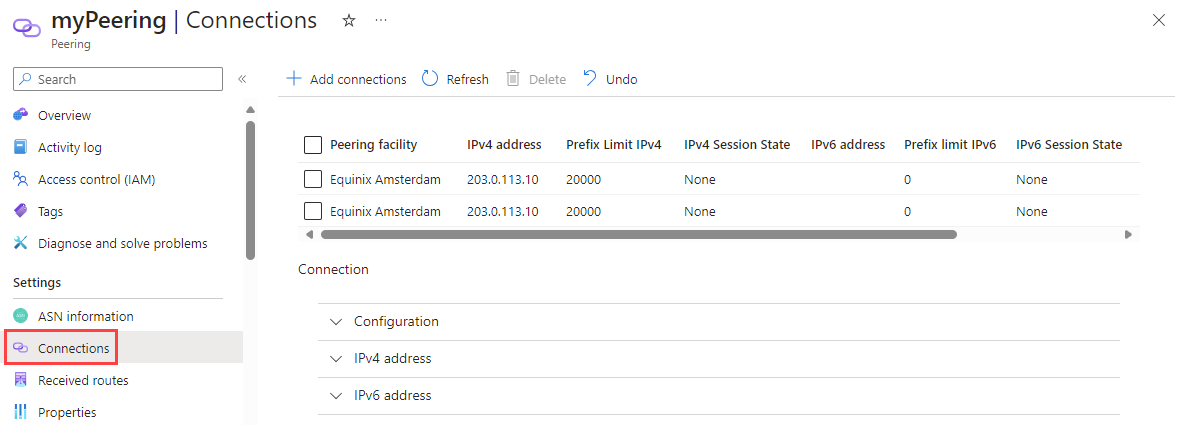 myPeering | Connections
Peering
Search
Overview
Activity log
Access control (IAM)
Tags
Diagnose and solve problems
Settings
ASN information
Connections
Received routes
Properties
Add connections Refresh Delete Undo
Peering facility IPv4 address Prefix Limit IPv4 IPv4 Session State IPv6 address Prefix limit IPv6 IPv6 Session State
Equinix Amsterdam 203.0.113.10 20000 None 0 None
Equinix Amsterdam 203.0.113.10 20000 None 0 None
Connection
Configuration
IPv4 address
IPv6 address